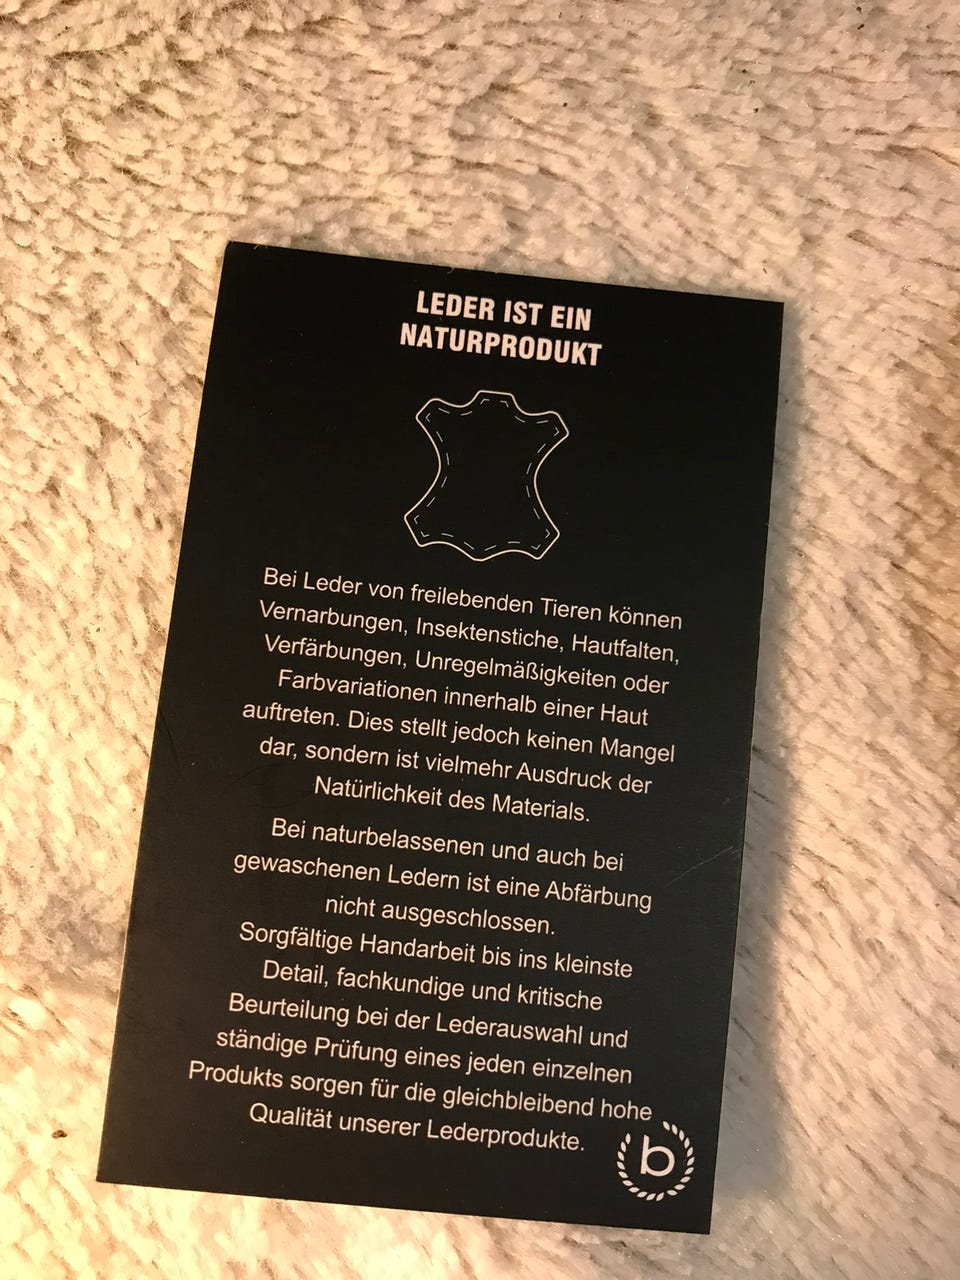 LEDER IST EIN
NATURPRODUKT
Bei Leder von freilebenden Tieren können
Vernarbungen, Insektenstiche, Hautfalten,
Verfärbungen, Unregelmäßigkeiten oder
Farbvariationen innerhalb einer Haut
auftreten. Dies stellt jedoch keinen Mangel
dar, sondern ist vielmehr Ausdruck der
Natürlichkeit des Materials.
Bei naturbelassenen und auch bei
gewaschenen Ledern ist eine Abfärbung
nicht ausgeschlossen.
Sorgfältige Handarbeit bis ins kleinste
Detail, fachkundige und kritische
Beurteilung bei der Lederauswahl und
ständige Prüfung eines jeden einzelnen
Produkts sorgen für die gleichbleibend hohe
Qualität unserer Lederprodukte.
b